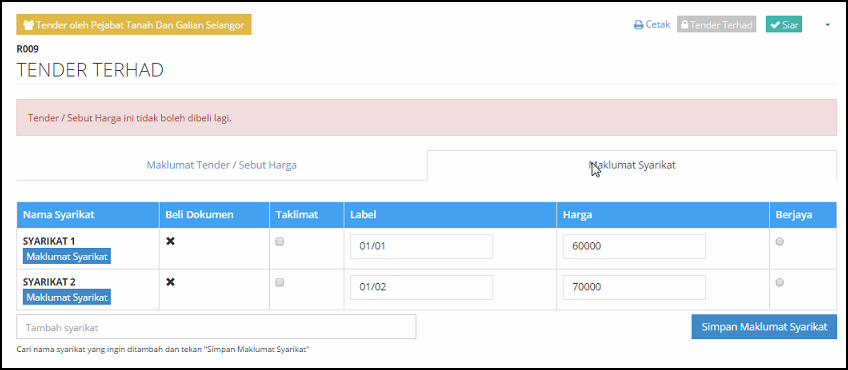 Tender oleh Pejabat Tanah Dan Galian Selangor
Cetak
Tender Terhad
Siar
R009
TENDER TERHAD
Tender / Sebut Harga ini tidak boleh dibeli lagi.
Maklumat Tender / Sebut Harga
Maklumat Syarikat
Nama Syarikat Beli Dokumen Taklimat Label Harga Berjaya
SYARIKAT 1 01/01 60000
Maklumat Syarikat
SYARIKAT 2 01/02 70000
Maklumat Syarikat
Tambah syarikat
Simpan Maklumat Syarikat
Cari nama syarikat yang ingin ditambah dan tekan "Simpan Maklumat Syarikat"